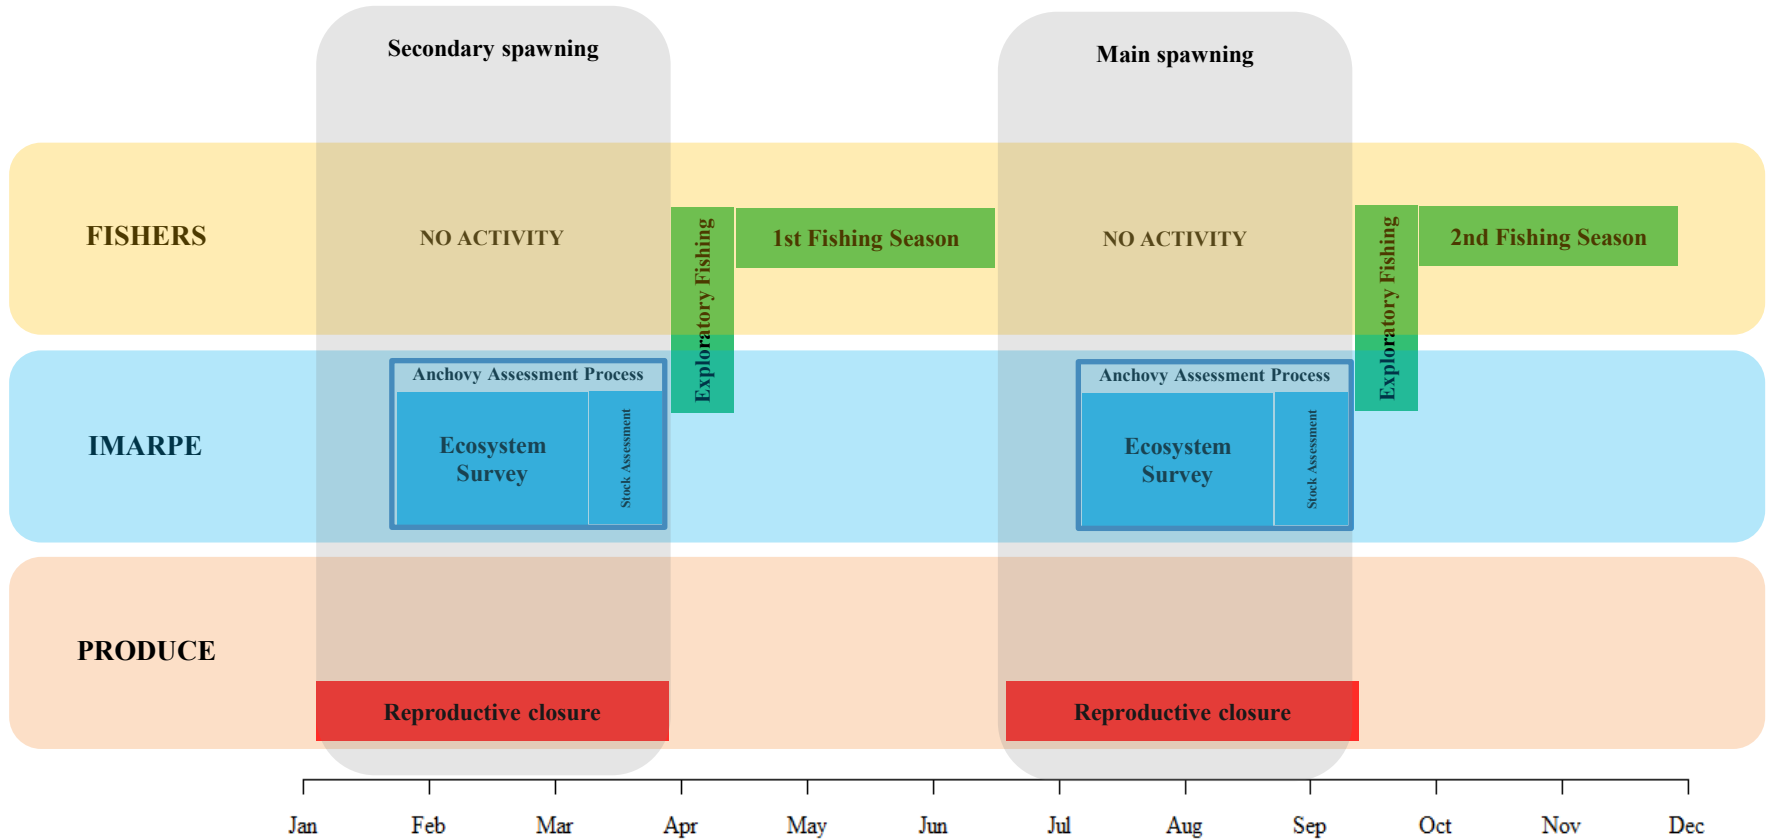 Secondary spawning
Main spawning
FISHERS
NO ACTIVITY
Exploratory Fishing
1st Fishing Season
NO ACTIVITY
Exploratory Fishing
2nd Fishing Season
IMARPE
Anchovy Assessment Process
Ecosystem
Survey
Stock Assessment
Anchovy Assessment Process
Ecosystem
Survey
Stock Assessment
PRODUCE
Reproductive closure
Reproductive closure
Jan Feb Mar Apr May Jun Jul Aug Sep Oct Nov Dec